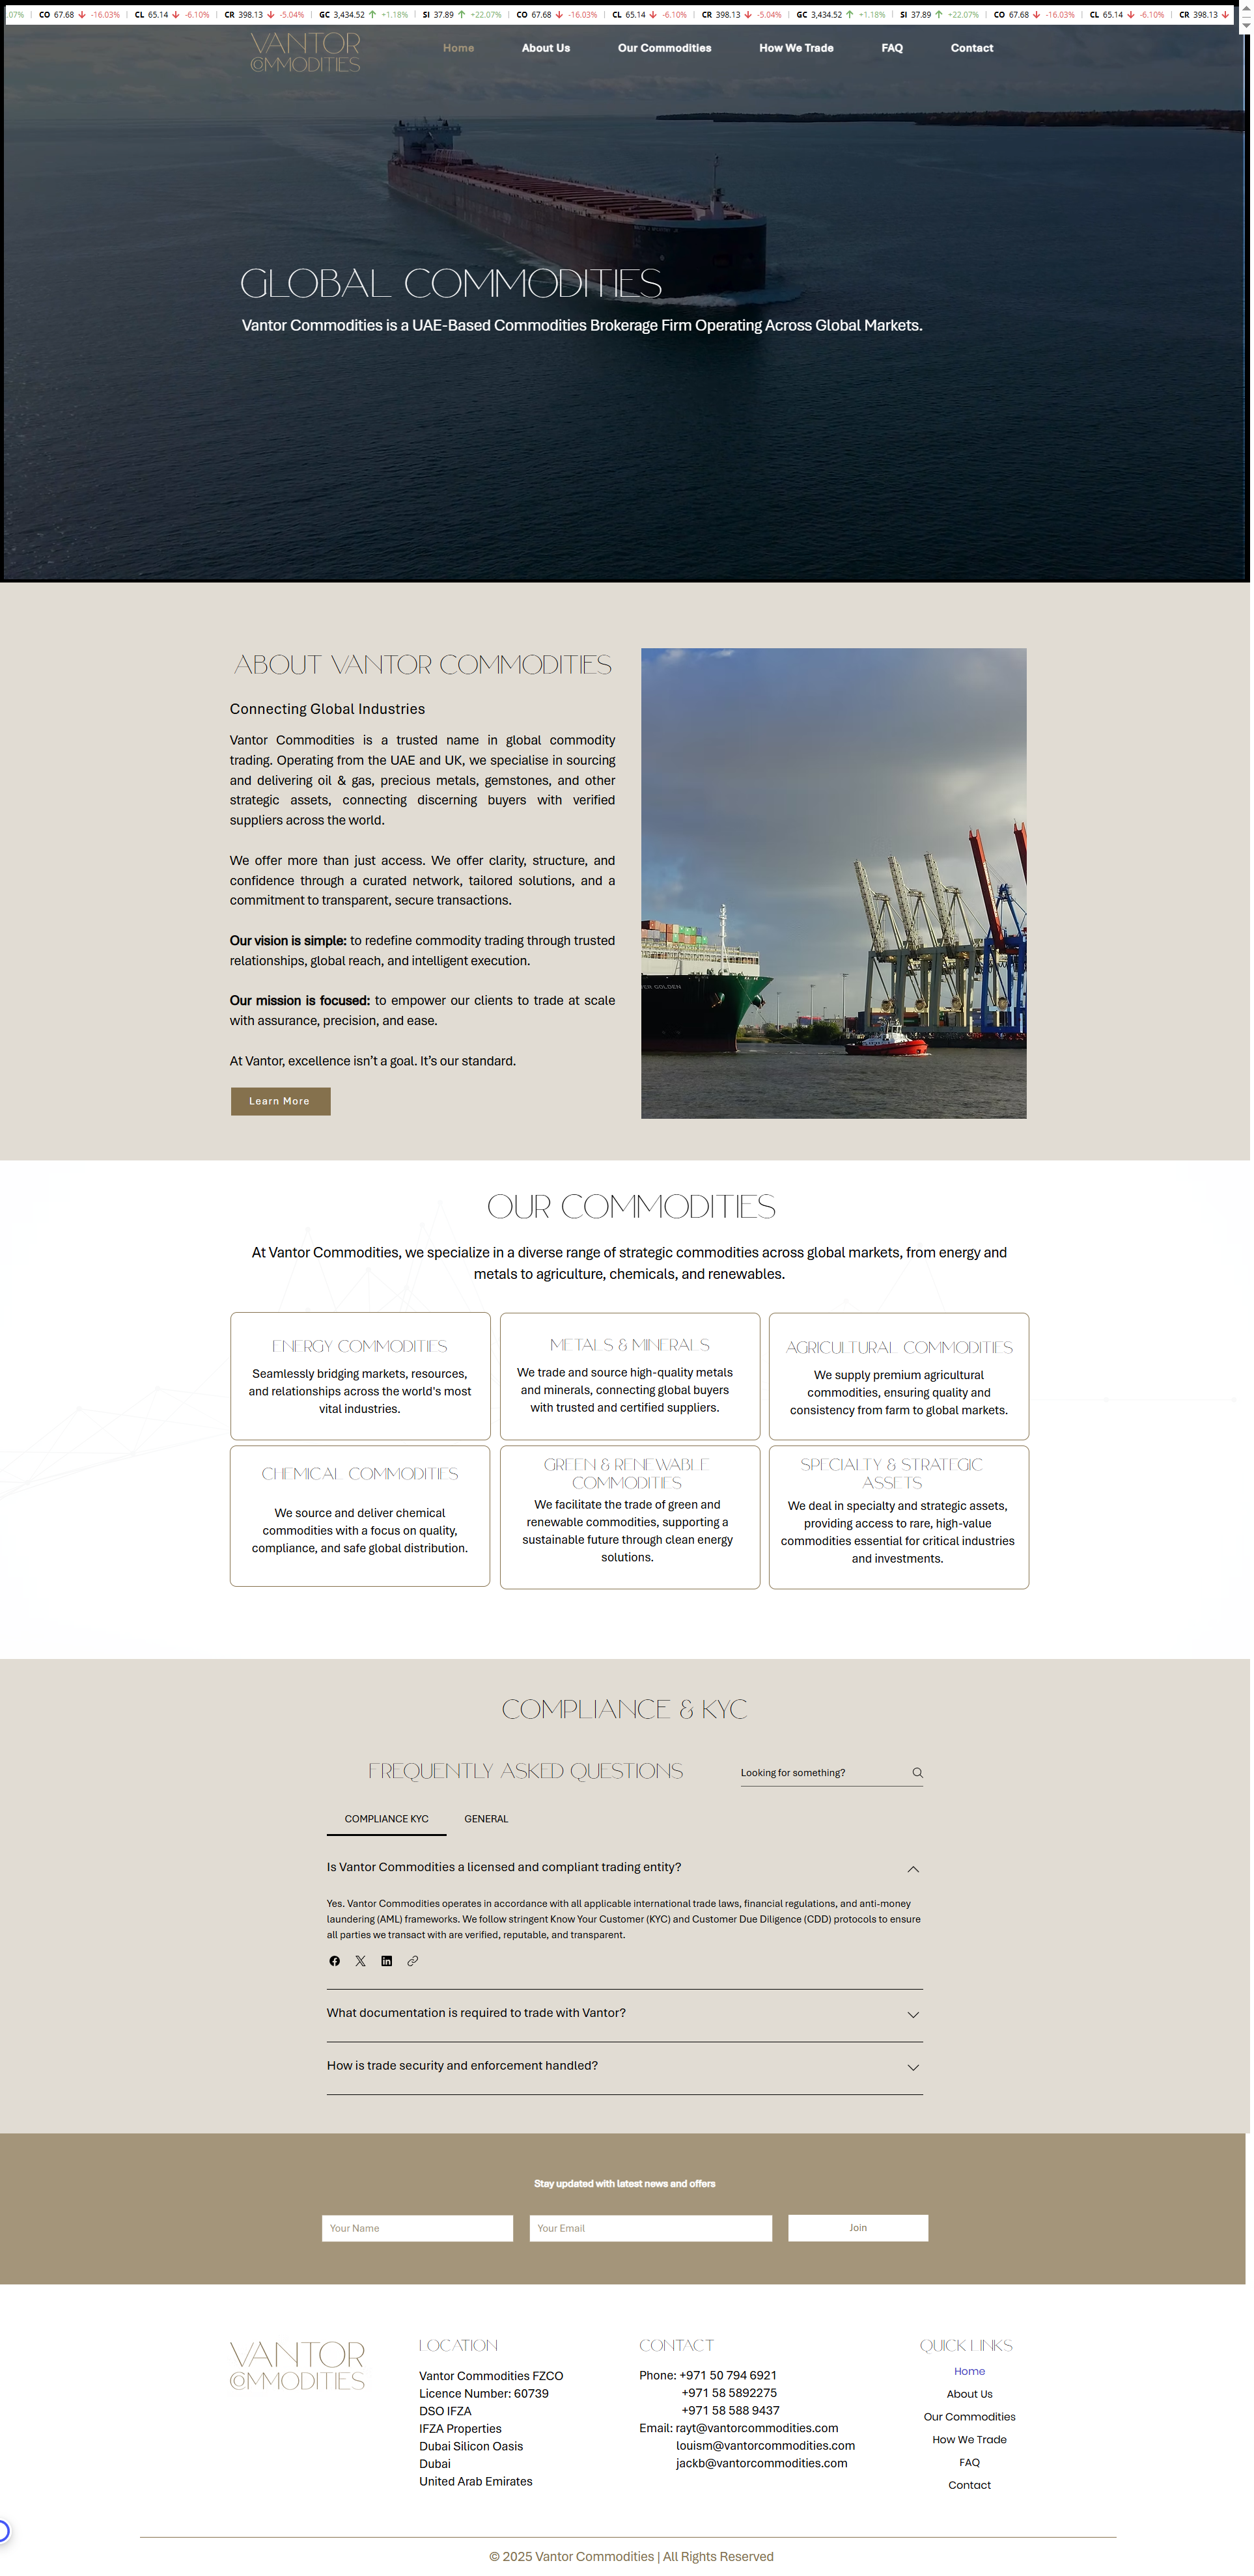 .07% | CO 67.68 ↓ -16.03% | CL 65.14 ↓ -6.10% | CR 398.13 ↓ -5.04% | GC 3,434.52 ↑ +1.18% | SI 37.89 ↑ +22.07% | CO 67.68 ↓ -16.03% | CL 65.14 ↓ -6.10% | CR 398.13 ↓ -5.04% | GC 3,434.52 ↑ +1.18% | SI 37.89 ↑ +22.07% | CO 67.68 ↓ -16.03% | CL 65.14 ↓ -6.10% | CR 398.13 ↓
VANTOR
COMMODITIES
Home About Us Our Commodities How We Trade FAQ Contact
GLOBAL COMMODITIES
Vantor Commodities is a UAE-Based Commodities Brokerage Firm Operating Across Global Markets.
ABOUT VANTOR COMMODITIES
Connecting Global Industries
Vantor Commodities is a trusted name in global commodity
trading. Operating from the UAE and UK, we specialise in sourcing
and delivering oil & gas, precious metals, gemstones, and other
strategic assets, connecting discerning buyers with verified
suppliers across the world.
We offer more than just access. We offer clarity, structure, and
confidence through a curated network, tailored solutions, and a
commitment to transparent, secure transactions.
Our vision is simple: to redefine commodity trading through trusted
relationships, global reach, and intelligent execution.
Our mission is focused: to empower our clients to trade at scale
with assurance, precision, and ease.
At Vantor, excellence isn't a goal. It's our standard.
Learn More
OUR COMMODITIES
At Vantor Commodities, we specialize in a diverse range of strategic commodities across global markets, from energy and
metals to agriculture, chemicals, and renewables.
ENERGY COMMODITIES
Seamlessly bridging markets, resources,
and relationships across the world's most
vital industries.
METALS & MINERALS
We trade and source high-quality metals
and minerals, connecting global buyers
with trusted and certified suppliers.
AGRICULTURAL COMMODITIES
We supply premium agricultural
commodities, ensuring quality and
consistency from farm to global markets.
CHEMICAL COMMODITIES
We source and deliver chemical
commodities with a focus on quality,
compliance, and safe global distribution.
GREEN & RENEWABLE
COMMODITIES
We facilitate the trade of green and
renewable commodities, supporting a
sustainable future through clean energy
solutions.
SPECIALTY & STRATEGIC
ASSETS
We deal in specialty and strategic assets,
providing access to rare, high-value
commodities essential for critical industries
and investments.
COMPLIANCE & KYC
FREQUENTLY ASKED QUESTIONS
Looking for something?
COMPLIANCE KYC GENERAL
Is Vantor Commodities a licensed and compliant trading entity?
Yes. Vantor Commodities operates in accordance with all applicable international trade laws, financial regulations, and anti-money
laundering (AML) frameworks. We follow stringent Know Your Customer (KYC) and Customer Due Diligence (CDD) protocols to ensure
all parties we transact with are verified, reputable, and transparent.
What documentation is required to trade with Vantor?
How is trade security and enforcement handled?
Stay updated with latest news and offers
Your Name Your Email Join
VANTOR
COMMODITIES
LOCATION
Vantor Commodities FZCO
Licence Number: 60739
DSO IFZA
IFZA Properties
Dubai Silicon Oasis
Dubai
United Arab Emirates
CONTACT
Phone: +971 50 794 6921
+971 58 5892275
+971 58 588 9437
Email: rayt@vantorcommodities.com
louism@vantorcommodities.com
jackb@vantorcommodities.com
QUICK LINKS
Home
About Us
Our Commodities
How We Trade
FAQ
Contact
© 2025 Vantor Commodities | All Rights Reserved